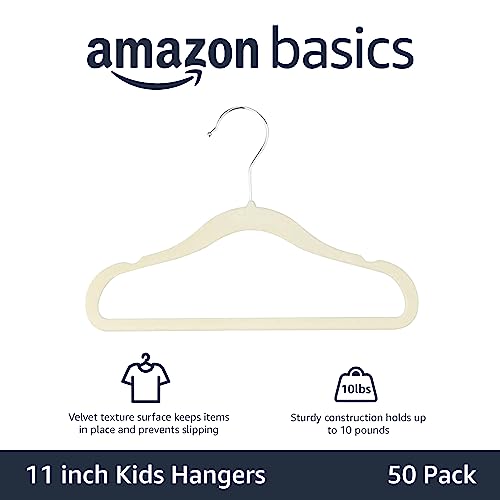 amazon basics
Velvet texture surface keeps items
in place and prevents slipping
10lbs
Sturdy construction holds up
to 10 pounds
11 inch Kids Hangers
50 Pack